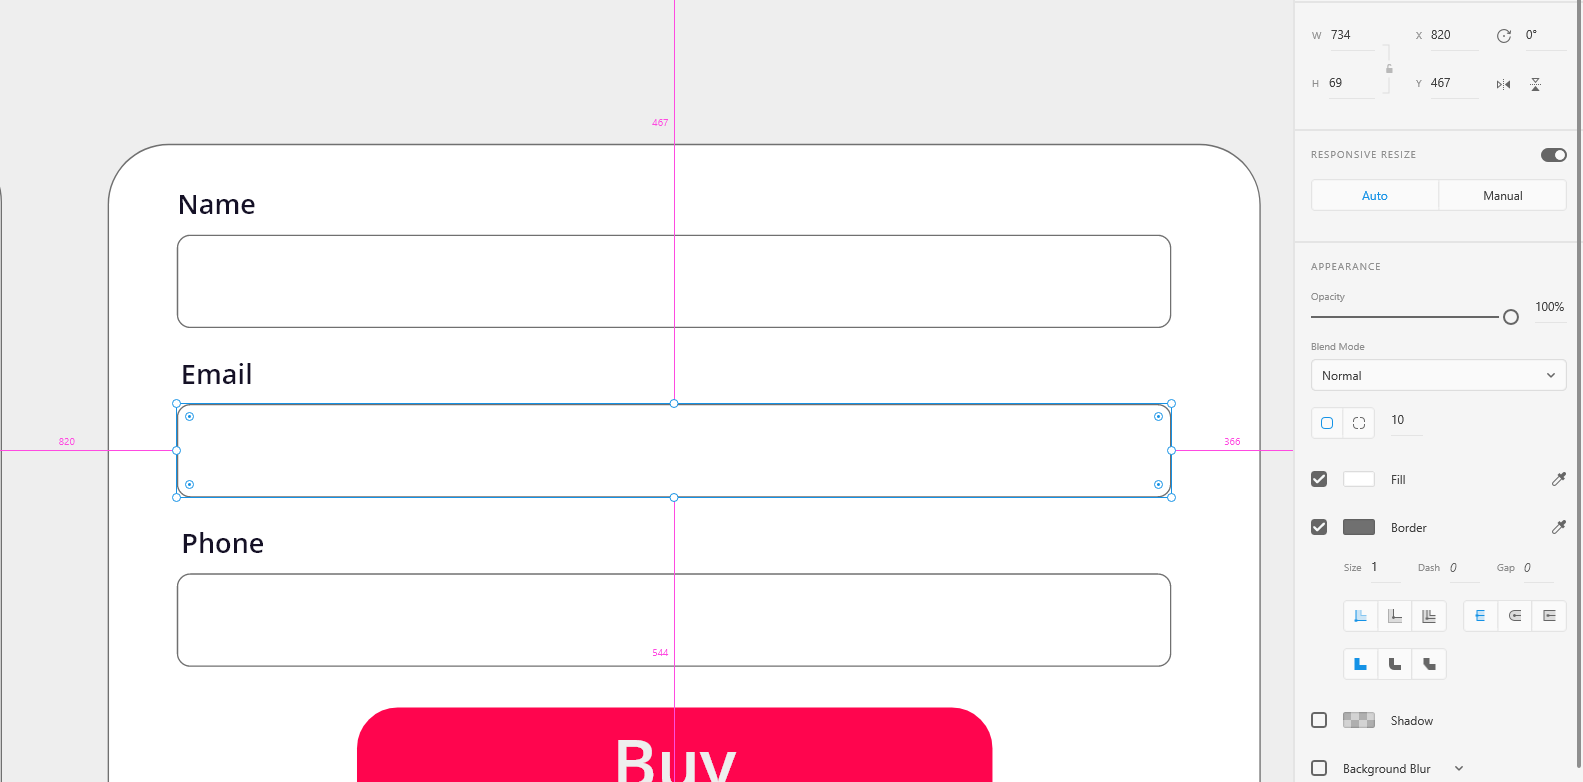 W 734 X 820 0°
H 69 Y 467
467
RESPONSIVE RESIZE
Auto Manual
Name
APPEARANCE
Opacity
100%
Blend Mode
Normal
Email
10
820 366
Fill
Border
Phone
Size 1 Dash 0 Gap 0
544
Shadow
Buy
Background Blur